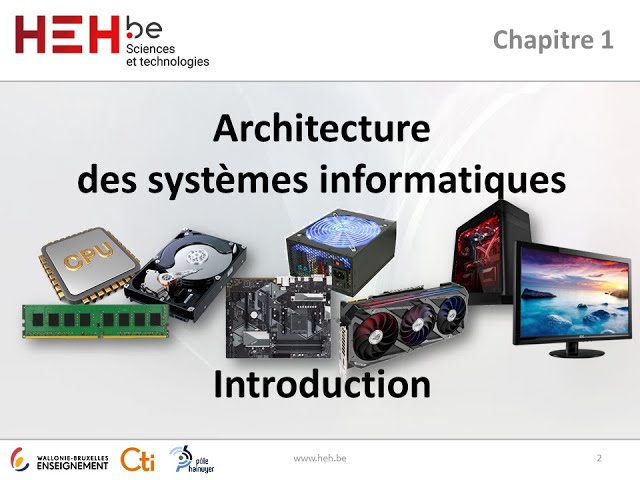 HEH.be
Sciences
et technologies
Chapitre 1
Architecture
des systèmes informatiques
CPU
Introduction
WALLONIE-BRUXELLES
ENSEIGNEMENT
Cti
pôle
hainuyer
www.heh.be
2